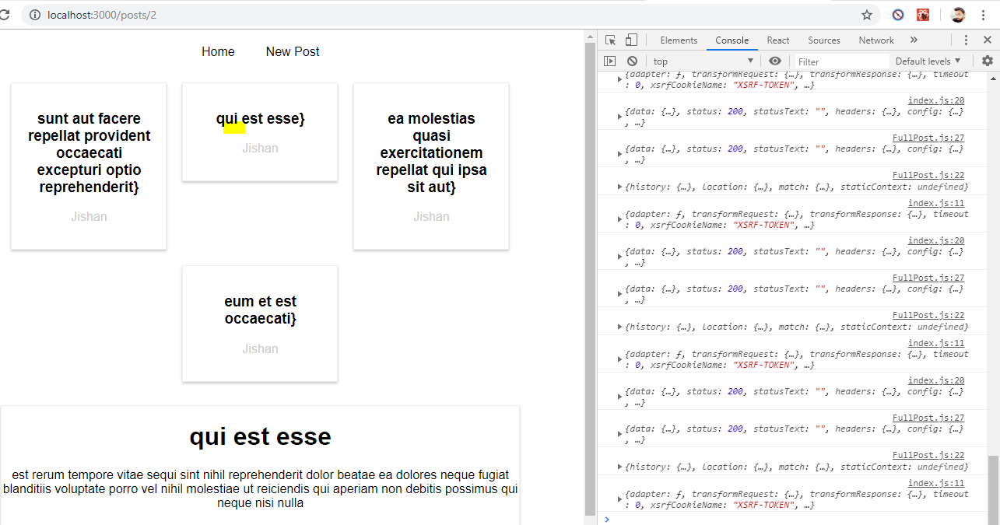 localhost:3000/posts/2
Home New Post
sunt aut facere
repellat provident
occaecati
excepturi optio
reprehenderit}
Jishan
qui est esse}
Jishan
ea molestias
quasi
exercitationem
repellat qui ipsa
sit aut}
Jishan
eum et est
occaecati}
Jishan
qui est esse
est rerum tempore vitae sequi sint nihil reprehenderit dolor beatae ea dolores neque fugiat
blanditiis voluptate porro vel nihil molestiae ut reiciendis qui aperiam non debitis possimus qui
neque nisi nulla
Elements Console React Sources Network »
top Filter Default levels
{adapter: ƒ, transformRequest: {…}, transformResponse: {…}, timeout
: 0, xsrfCookieName: "XSRF-TOKEN", …}
index.js:20
{data: {…}, status: 200, statusText: "", headers: {…}, config: {…}
, …}
FullPost.js:27
{data: {…}, status: 200, statusText: "", headers: {…}, config: {…}
, …}
FullPost.js:22
{history: {…}, location: {…}, match: {…}, staticContext: undefined}
index.js:11
{adapter: ƒ, transformRequest: {…}, transformResponse: {…}, timeout
: 0, xsrfCookieName: "XSRF-TOKEN", …}
index.js:20
{data: {…}, status: 200, statusText: "", headers: {…}, config: {…}
, …}
FullPost.js:27
{data: {…}, status: 200, statusText: "", headers: {…}, config: {…}
, …}
FullPost.js:22
{history: {…}, location: {…}, match: {…}, staticContext: undefined}
index.js:11
{adapter: ƒ, transformRequest: {…}, transformResponse: {…}, timeout
: 0, xsrfCookieName: "XSRF-TOKEN", …}
index.js:20
{data: {…}, status: 200, statusText: "", headers: {…}, config: {…}
, …}
FullPost.js:27
{data: {…}, status: 200, statusText: "", headers: {…}, config: {…}
, …}
FullPost.js:22
{history: {…}, location: {…}, match: {…}, staticContext: undefined}
index.js:11
{adapter: ƒ, transformRequest: {…}, transformResponse: {…}, timeout
: 0, xsrfCookieName: "XSRF-TOKEN", …}